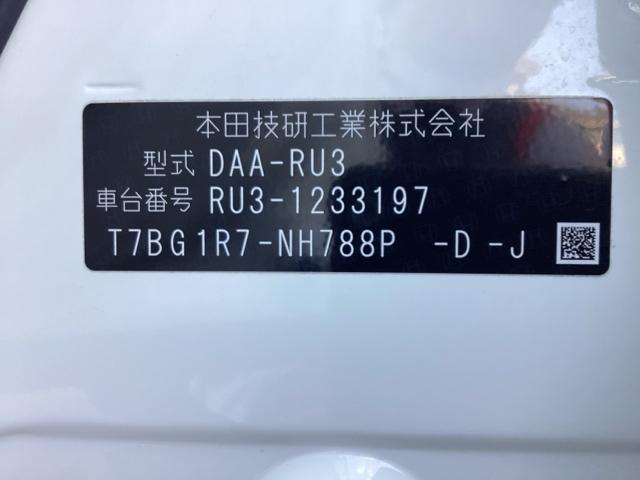 本田技研工業株式会社
型式 DAA-RU3
車台番号 RU3-1233197
T7BG1R7-NH788P -D -J